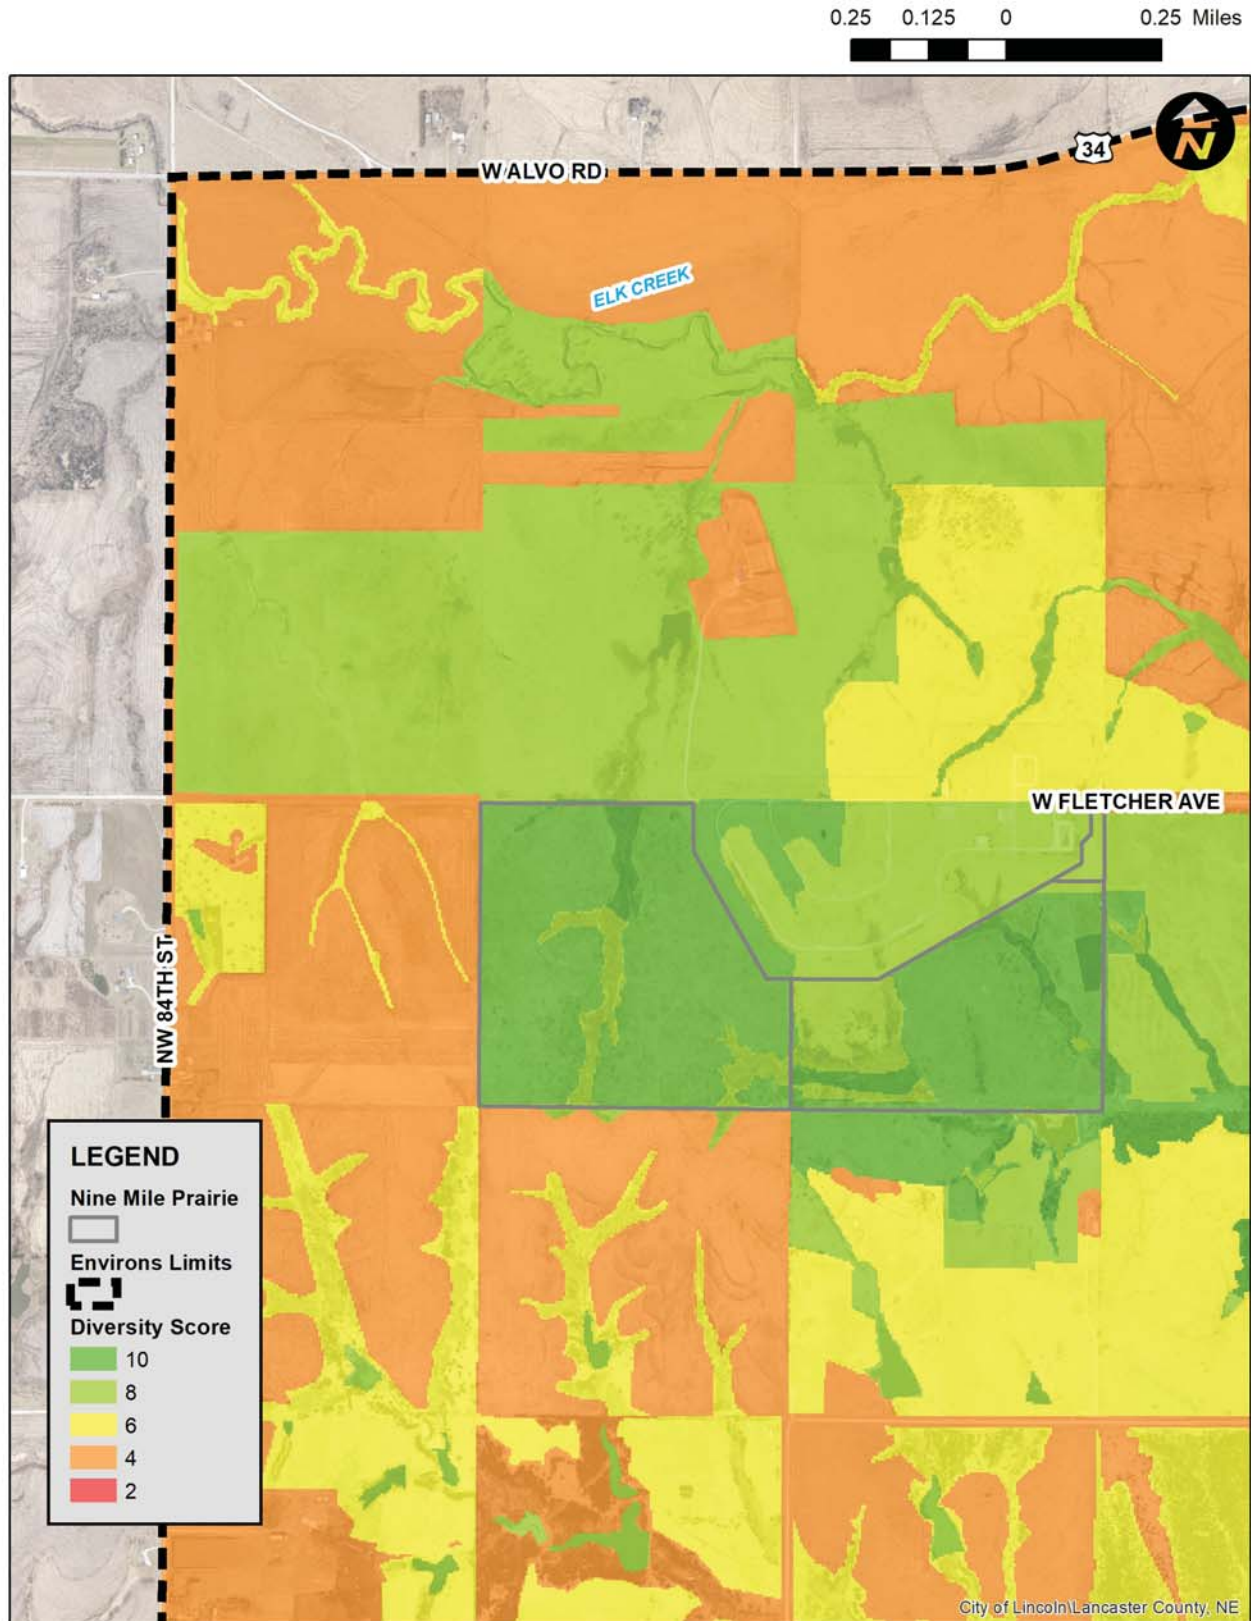 0.25 0.125 0 0.25 Miles
N
34
W ALVO RD
ELK CREEK
W FLETCHER AVE
NW 84TH ST
LEGEND
Nine Mile Prairie
Environs Limits
Diversity Score
10
8
6
4
2
City of Lincoln\Lancaster County, NE